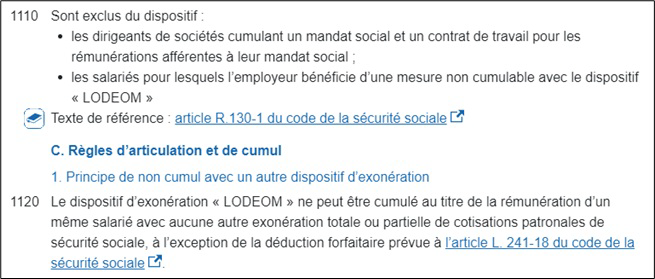 1110 Sont exclus du dispositif :
• les dirigeants de sociétés cumulant un mandat social et un contrat de travail pour les
rémunérations afférentes à leur mandat social ;
• les salariés pour lesquels l’employeur bénéficie d’une mesure non cumulable avec le dispositif
« LODEOM »
Texte de référence : article R.130-1 du code de la sécurité sociale
C. Règles d’articulation et de cumul
1. Principe de non cumul avec un autre dispositif d’exonération
1120 Le dispositif d’exonération « LODEOM » ne peut être cumulé au titre de la rémunération d’un
même salarié avec aucune autre exonération totale ou partielle de cotisations patronales de
sécurité sociale, à l’exception de la déduction forfaitaire prévue à l’article L. 241-18 du code de la
sécurité sociale.